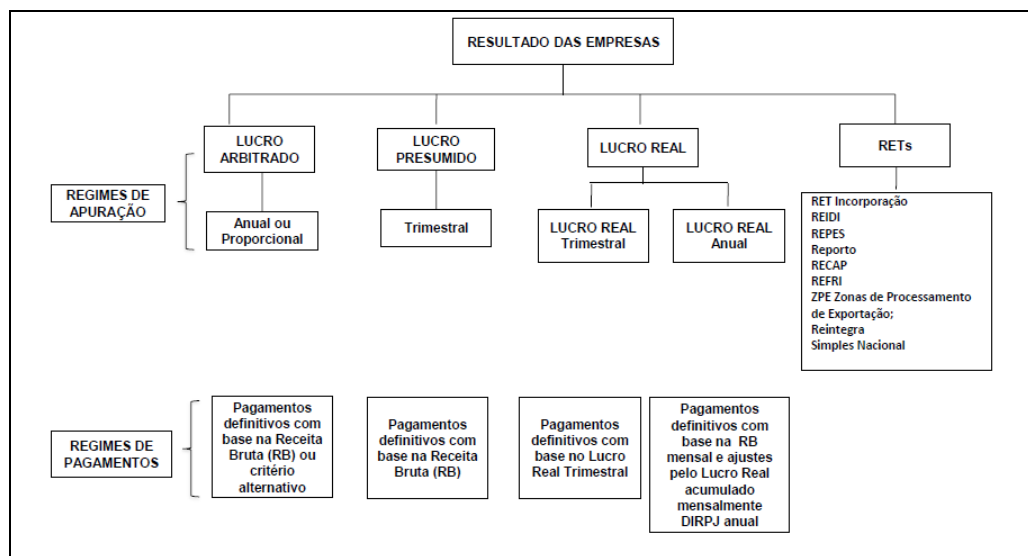 RESULTADO DAS EMPRESAS
LUCRO
ARBITRADO
LUCRO
PRESUMIDO
LUCRO REAL
RETs
REGIMES DE
APURAÇÃO
Anual ou
Proporcional
Trimestral
LUCRO REAL
Trimestral
LUCRO REAL
Anual
RET Incorporação
REIDI
REPES
Reporto
RECAP
REFRI
ZPE Zonas de Processamento
de Exportação;
Reintegra
Simples Nacional
REGIMES DE
PAGAMENTOS
Pagamentos
definitivos com
base na Receita
Bruta (RB) ou
critério
alternativo
Pagamentos
definitivos com
base na Receita
Bruta (RB)
Pagamentos
definitivos com
base no Lucro
Real Trimestral
Pagamentos
definitivos com
base na RB
mensal e ajustes
pelo Lucro Real
acumulado
mensalmente
DIRPJ anual